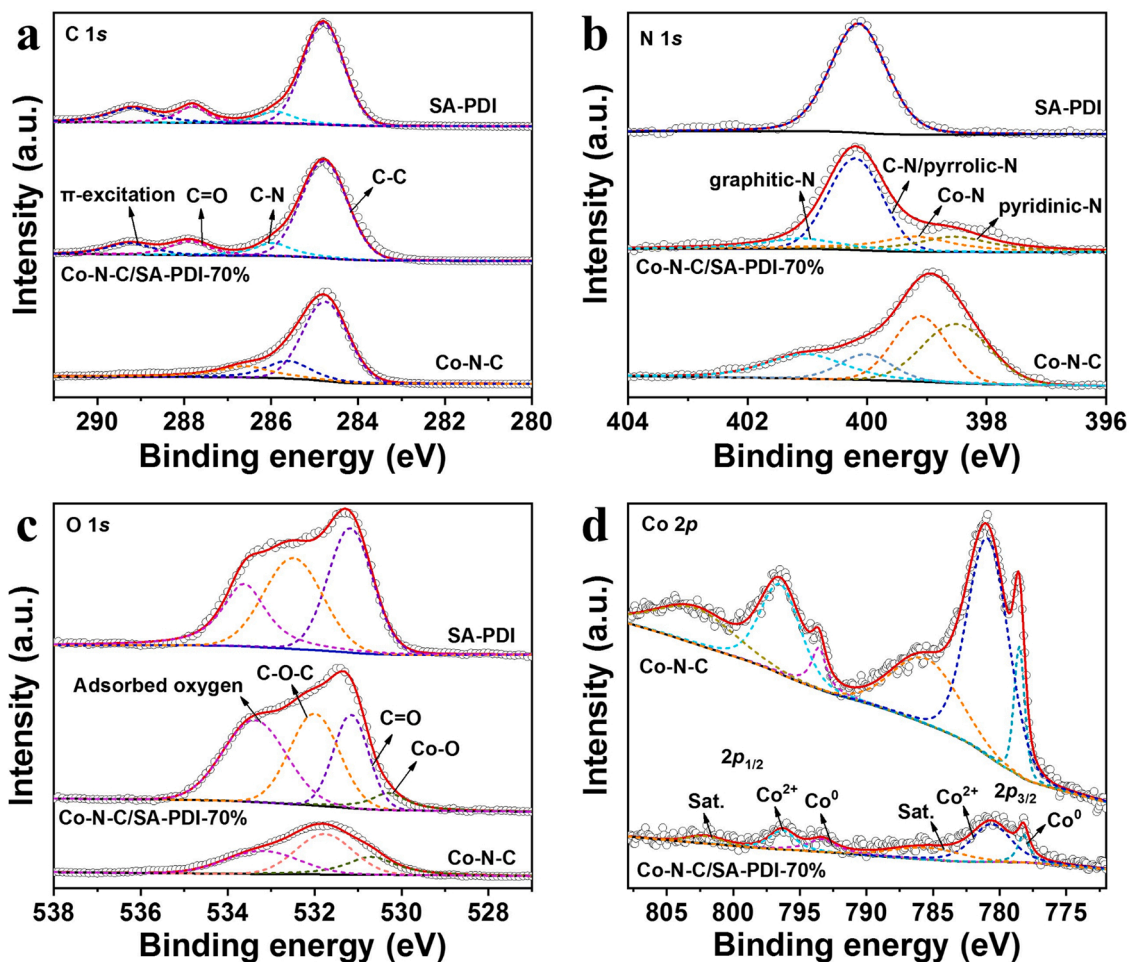 a
C 1s
SA-PDI
π-excitation
C=O
C-N
C-C
Co-N-C/SA-PDI-70%
Co-N-C
Intensity (a.u.)
290 288 286 284 282 280
Binding energy (eV)
b
N 1s
SA-PDI
graphitic-N
C-N/pyrrolic-N
Co-N
pyridinic-N
Co-N-C/SA-PDI-70%
Co-N-C
Intensity (a.u.)
404 402 400 398 396
Binding energy (eV)
c
O 1s
SA-PDI
Adsorbed oxygen
C-O-C
C=O
Co-O
Co-N-C/SA-PDI-70%
Co-N-C
Intensity (a.u.)
538 536 534 532 530 528
Binding energy (eV)
d
Co 2p
Co-N-C
2p1/2
2p3/2
Sat.
Co2+
Co0
Sat.
Co2+
Co0
Co-N-C/SA-PDI-70%
Intensity (a.u.)
805 800 795 790 785 780 775
Binding energy (eV)